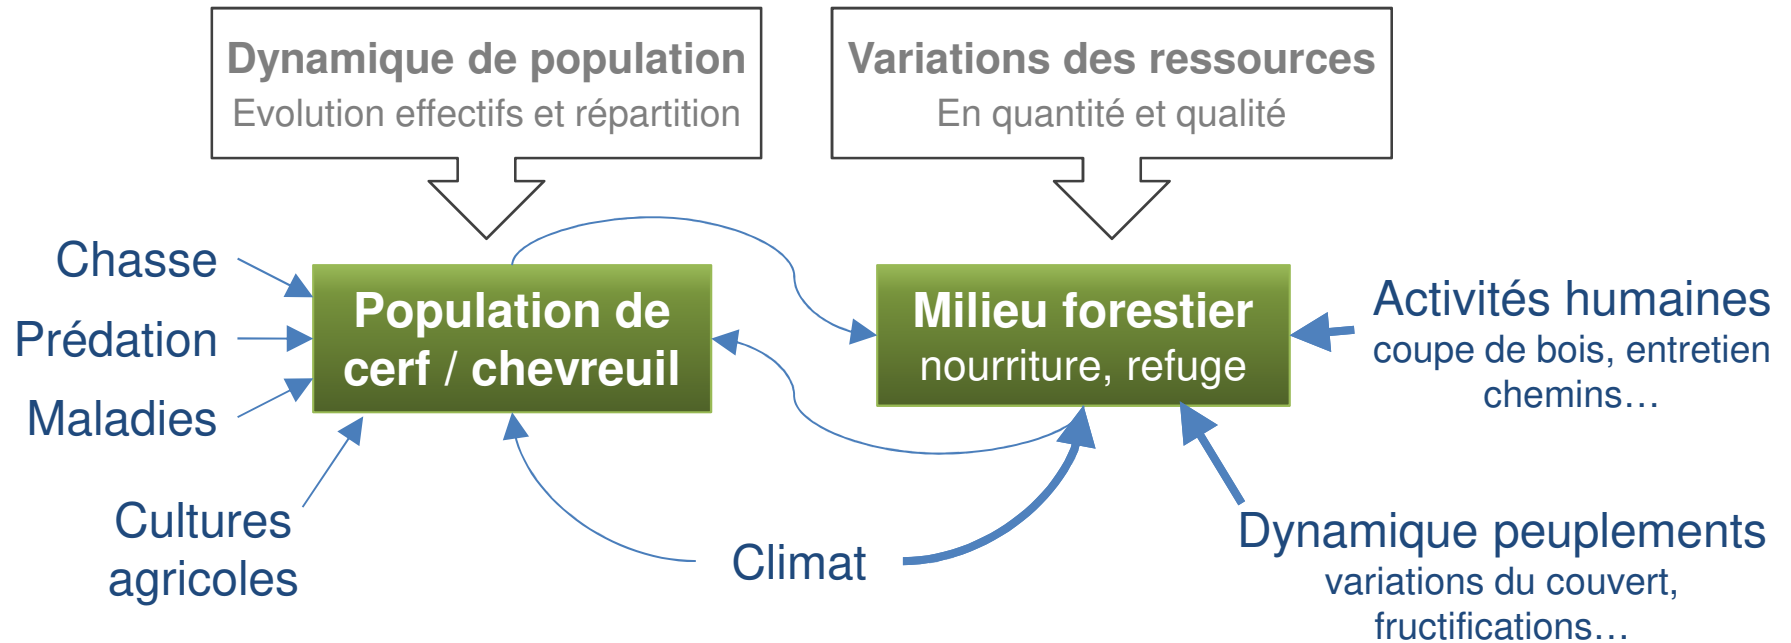 Dynamique de population
Evolution effectifs et répartition
Variations des ressources
En quantité et qualité
Chasse
Prédation
Maladies
Cultures
agricoles
Population de
cerf / chevreuil
Milieu forestier
nourriture, refuge
Climat
Activités humaines
coupe de bois, entretien
chemins…
Dynamique peuplements
variations du couvert,
fructifications…